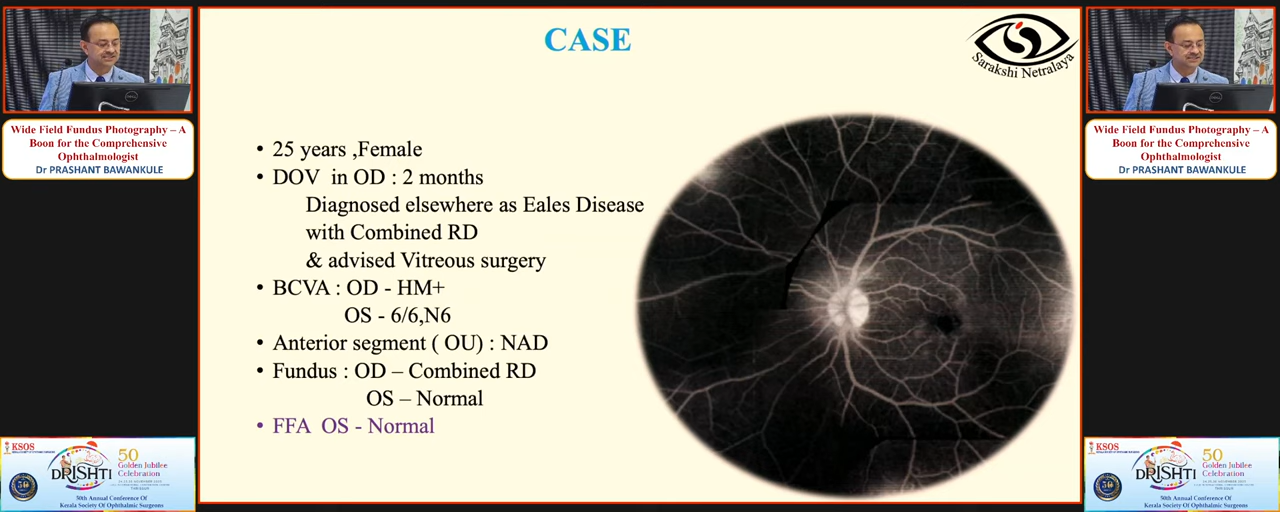 CASE
Sarakshi Netralaya
• 25 years ,Female
• DOV in OD : 2 months
Diagnosed elsewhere as Eales Disease
with Combined RD
& advised Vitreous surgery
• BCVA : OD - HM+
OS - 6/6,N6
• Anterior segment ( OU) : NAD
• Fundus : OD – Combined RD
OS – Normal
• FFA OS - Normal
Wide Field Fundus Photography – A
Boon for the Comprehensive
Ophthalmologist
Dr PRASHANT BAWANKULE
KSOS
DRISHTI
50
Golden Jubilee
Celebration
50th Annual Conference Of
Kerala Society Of Ophthalmic Surgeons
Wide Field Fundus Photography – A
Boon for the Comprehensive
Ophthalmologist
Dr PRASHANT BAWANKULE
KSOS
DRISHTI
50
Golden Jubilee
Celebration
50th Annual Conference Of
Kerala Society Of Ophthalmic Surgeons